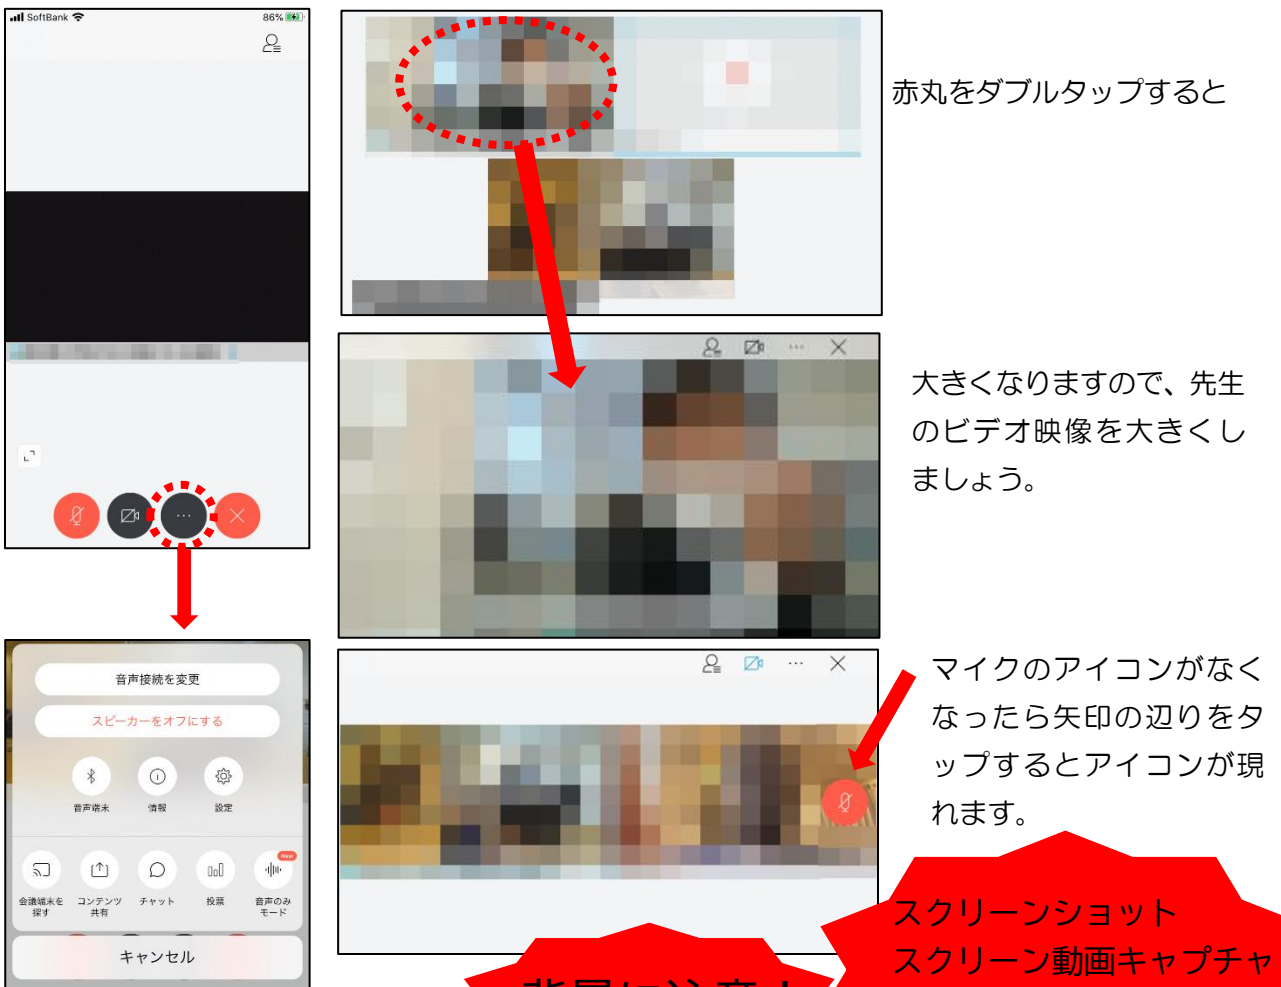 SoftBank
86%
赤丸をダブルタップすると
大きくなりますので、先生
のビデオ映像を大きくし
ましょう。
音声接続を変更
スピーカーをオフにする
音声端末
情報
設定
New
会議端末を
探す
コンテンツ
共有
チャット
投票
音声のみ
モード
キャンセル
マイクのアイコンがなく
なったら矢印の辺りをタ
ップするとアイコンが現
れます。
スクリーンショット
スクリーン動画キャプチャ